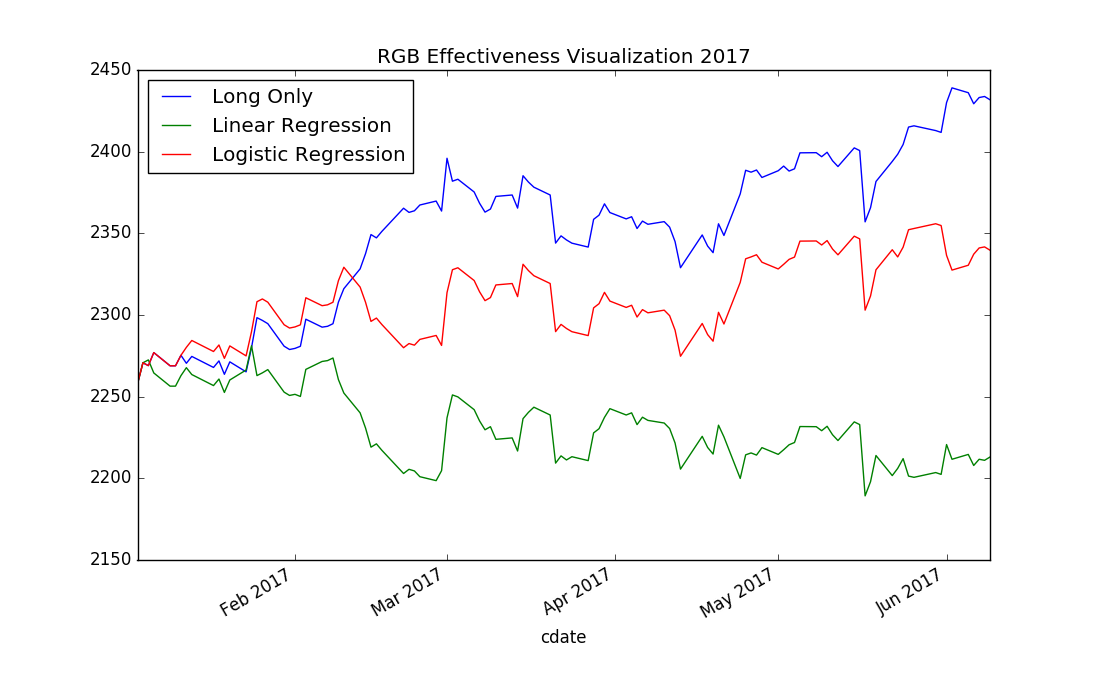 RGB Effectiveness Visualization 2017
Long Only
Linear Regression
Logistic Regression
2450
2400
2350
2300
2250
2200
2150
Feb 2017
Mar 2017
Apr 2017
May 2017
Jun 2017
cdate